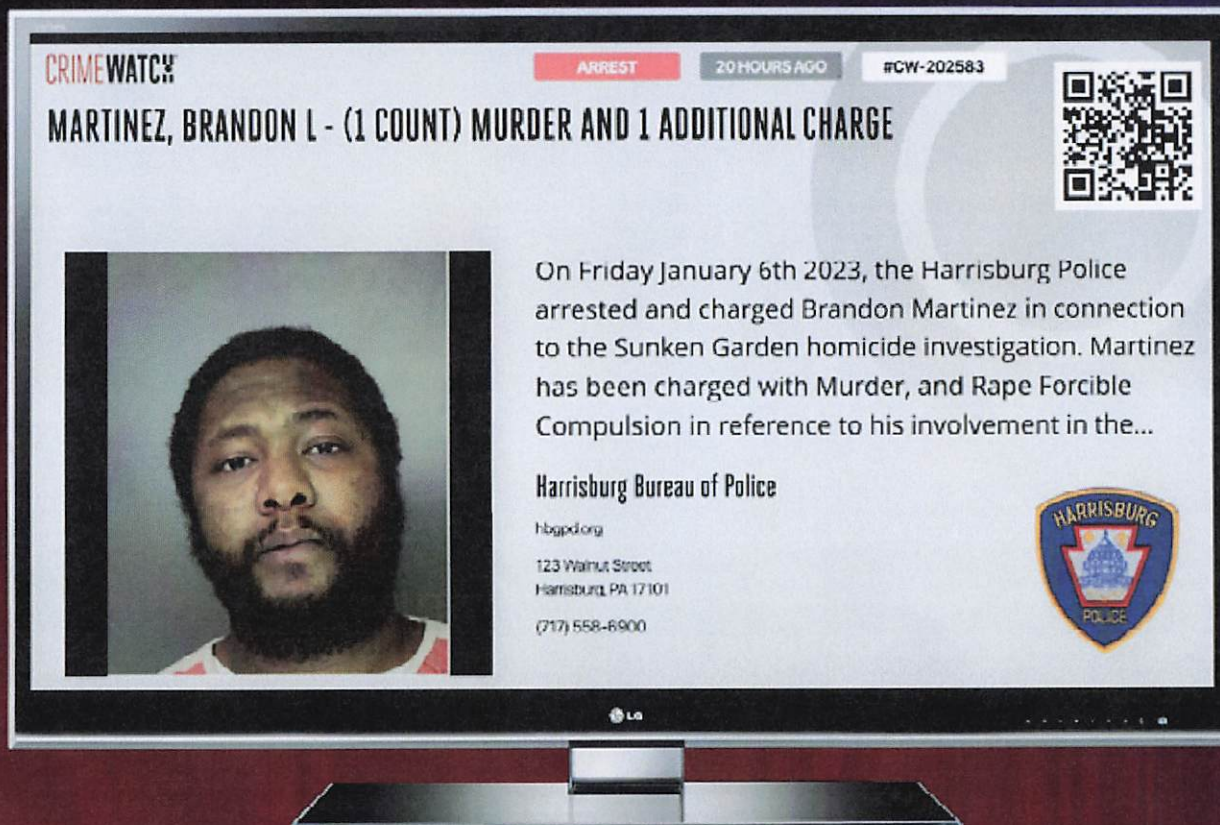 CRIMEWATCH
ARREST
20 HOURS AGO
#CW-202583
MARTINEZ, BRANDON L - (1 COUNT) MURDER AND 1 ADDITIONAL CHARGE
On Friday January 6th 2023, the Harrisburg Police
arrested and charged Brandon Martinez in connection
to the Sunken Garden homicide investigation. Martinez
has been charged with Murder, and Rape Forcible
Compulsion in reference to his involvement in the...
Harrisburg Bureau of Police
hbgpd.org
123 Walnut Street
Harrisburg, PA 17101
(717) 558-6900
HARRISBURG
POLICE
LG